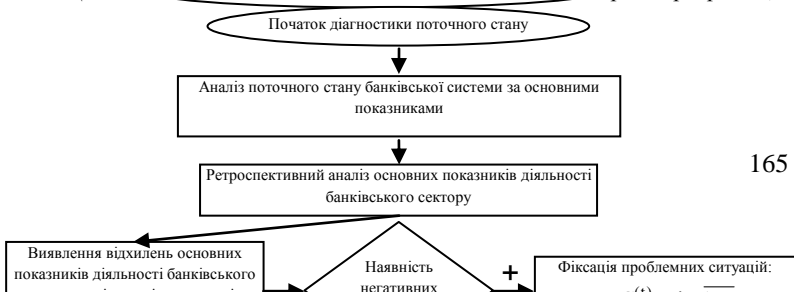 Початок діагностики поточного стану
Аналіз поточного стану банківської системи за основними
показниками
165
Ретроспективний аналіз основних показників діяльності
банківського сектору
Виявлення відхилень основних
показників діяльності банківського
Наявність
негативних
+
Фіксація проблемних ситуацій: